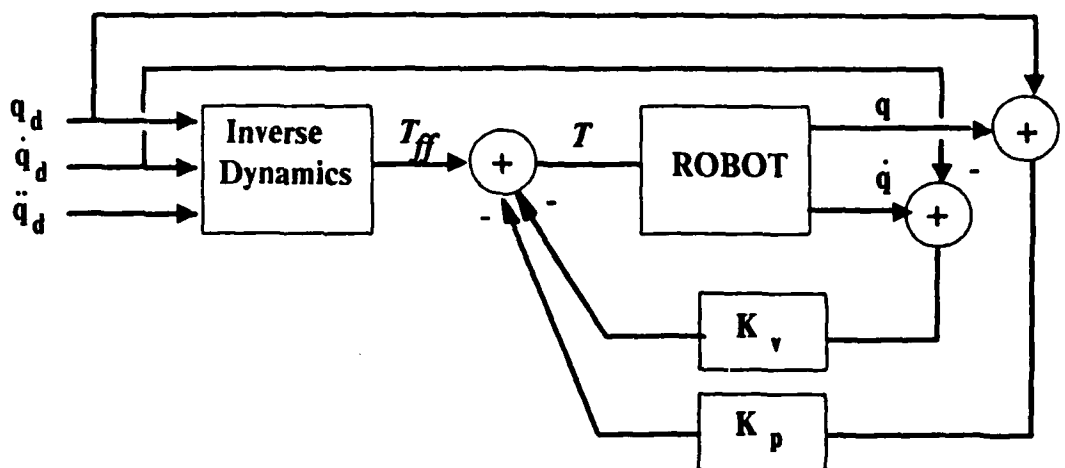 q_d
q̇_d
q̈_d
Inverse
Dynamics
T_ff
+
-
-
T
ROBOT
q
q̇
+
-
+
K_v
K_p